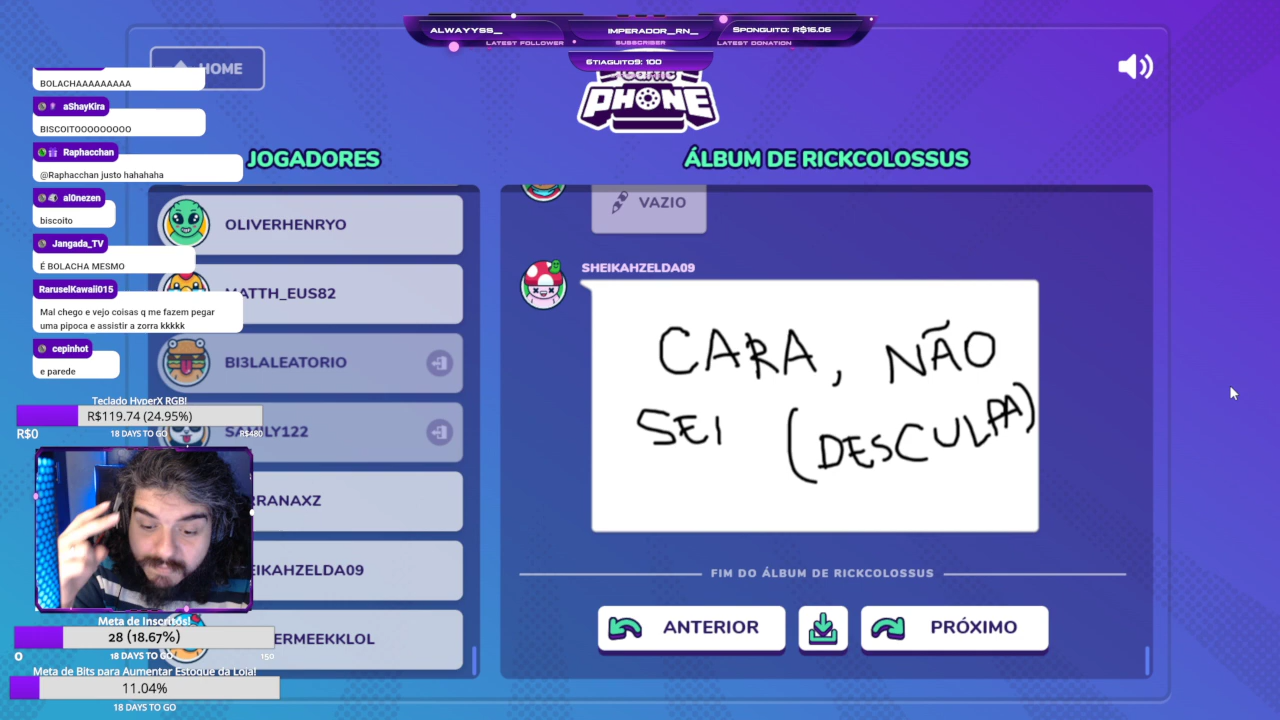 ALWAYYSS_
LATEST FOLLOWER
IMPERADOR_RN_
SUBSCRIBER
SPONGUITO: R$16.06
LATEST DONATION
6TIAGUITO9: 100
HOME
PHONE
JOGADORES
ÁLBUM DE RICKCOLOSSUS
BOLACHAAAAAAAAA
aShayKira
BISCOITOOOOOOOOO
Raphacchan
@Raphacchan justo hahahaha
al0nezen
biscoito
Jangada_TV
É BOLACHA MESMO
RaruselKawaii015
Mal chego e vejo coisas q me fazem pegar
uma pipoca e assistir a zorra kkkkk
cepinhot
e parede
Teclado HyperX RGB!
R$119.74 (24.95%)
R$0
18 DAYS TO GO
R$480
OLIVERHENRYO
MATTH_EUS82
BI3LALEATORIO
RRANAXZ
EIKAHZELDA09
ERMEEKKLOL
Meta de Inscritos!
28 (18.67%)
0
18 DAYS TO GO
150
Meta de Bits para Aumentar Estoque da Loja!
11.04%
18 DAYS TO GO
VAZIO
SHEIKAHZELDA09
CARA, NÃO
SEI (DESCULPA)
FIM DO ÁLBUM DE RICKCOLOSSUS
ANTERIOR
PRÓXIMO